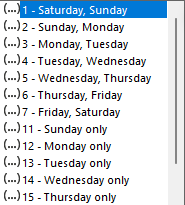 (...) 1 - Saturday, Sunday
(...) 2 - Sunday, Monday
(...) 3 - Monday, Tuesday
(...) 4 - Tuesday, Wednesday
(...) 5 - Wednesday, Thursday
(...) 6 - Thursday, Friday
(...) 7 - Friday, Saturday
(...) 11 - Sunday only
(...) 12 - Monday only
(...) 13 - Tuesday only
(...) 14 - Wednesday only
(...) 15 - Thursday only